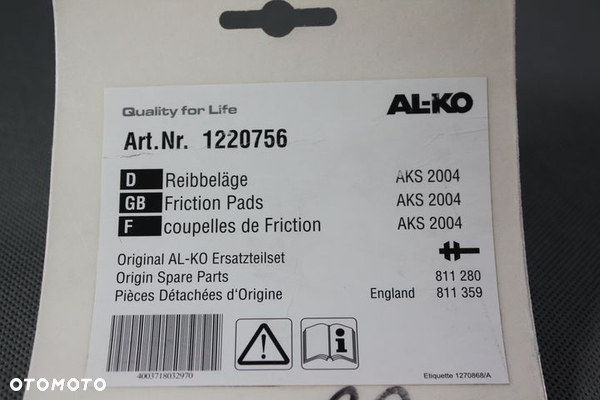 Quality for Life
AL-KO
Art.Nr. 1220756
D Reibbeläge AKS 2004
GB Friction Pads AKS 2004
F coupelles de Friction AKS 2004
Original AL-KO Ersatzteilset
Origin Spare Parts 811 280
Pièces Détachées d'Origine England 811 359
4003718032970
Etiquette 1270868/A
OTOMOTO